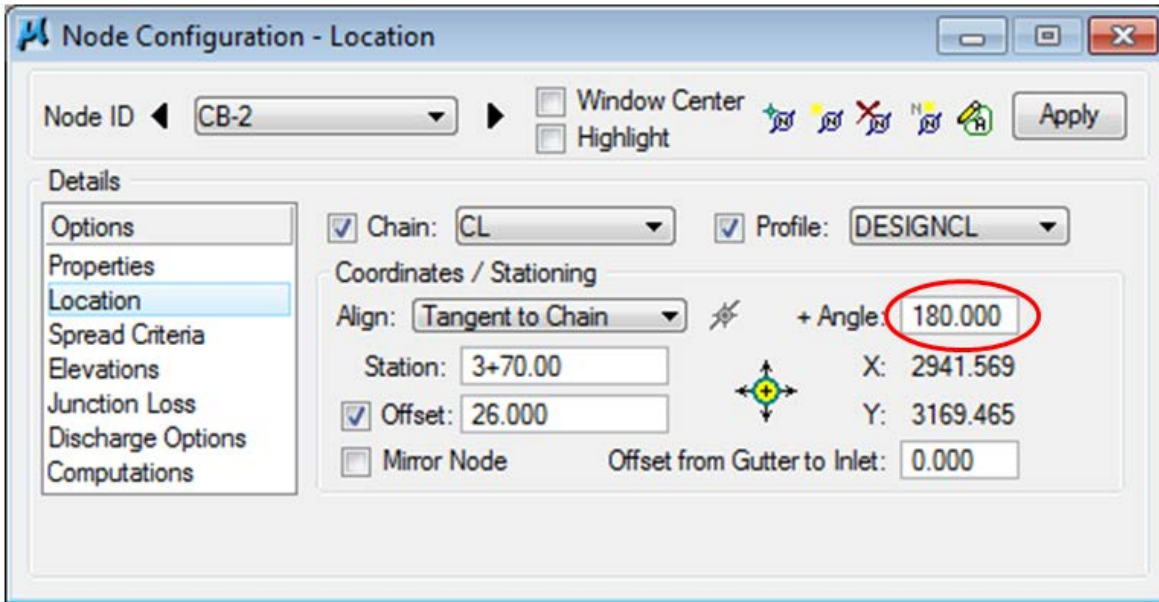 Node Configuration - Location
Node ID CB-2 Window Center Apply
Highlight
Details
Options
Properties
Location
Spread Criteria
Elevations
Junction Loss
Discharge Options
Computations
Chain: CL Profile: DESIGNCL
Coordinates / Stationing
Align: Tangent to Chain + Angle: 180.000
Station: 3+70.00 X: 2941.569
Offset: 26.000 Y: 3169.465
Mirror Node Offset from Gutter to Inlet: 0.000